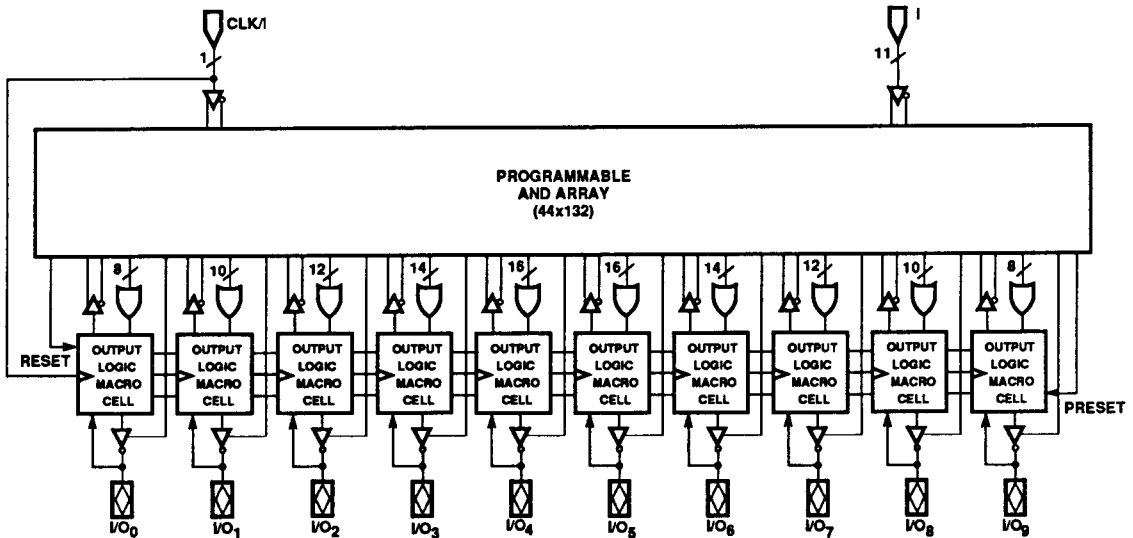 CLK/I
I
1
11
PROGRAMMABLE
AND ARRAY
(44x132)
8
10
12
14
16
16
14
12
10
8
RESET
OUTPUT
LOGIC
MACRO
CELL
OUTPUT
LOGIC
MACRO
CELL
OUTPUT
LOGIC
MACRO
CELL
OUTPUT
LOGIC
MACRO
CELL
OUTPUT
LOGIC
MACRO
CELL
OUTPUT
LOGIC
MACRO
CELL
OUTPUT
LOGIC
MACRO
CELL
OUTPUT
LOGIC
MACRO
CELL
OUTPUT
LOGIC
MACRO
CELL
OUTPUT
LOGIC
MACRO
CELL
PRESET
I/O0
I/O1
I/O2
I/O3
I/O4
I/O5
I/O6
I/O7
I/O8
I/O9